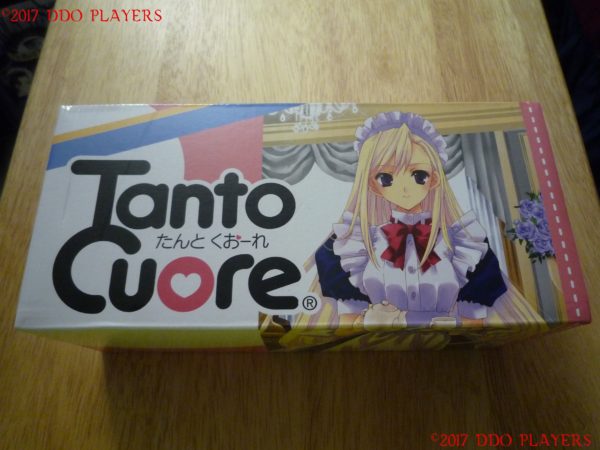 ©2017 DDO PLAYERS
Tanto
たんと くおーれ
Cuore®
©2017 DDO PLAYERS